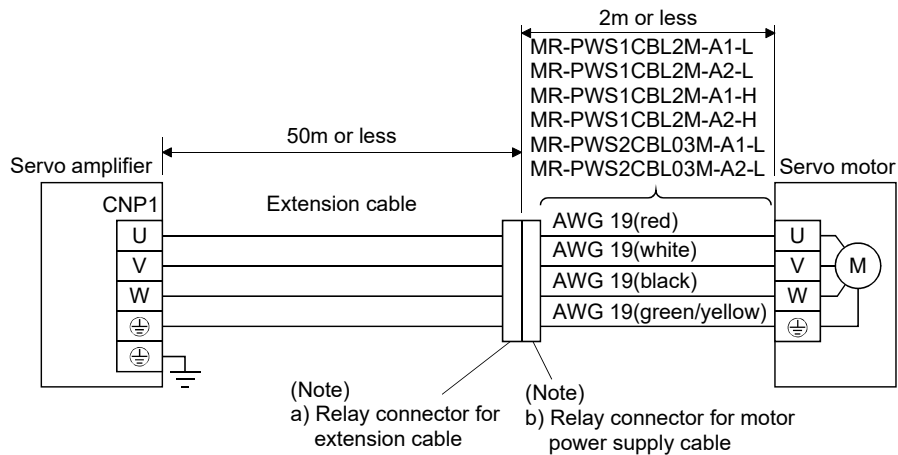 2m or less
MR-PWS1CBL2M-A1-L
MR-PWS1CBL2M-A2-L
MR-PWS1CBL2M-A1-H
MR-PWS1CBL2M-A2-H
MR-PWS2CBL03M-A1-L
MR-PWS2CBL03M-A2-L
50m or less
Servo amplifier
Servo motor
CNP1
Extension cable
U
V
W
AWG 19(red)
AWG 19(white)
AWG 19(black)
AWG 19(green/yellow)
U
V
W
M
(Note)
a) Relay connector for
extension cable
(Note)
b) Relay connector for motor
power supply cable